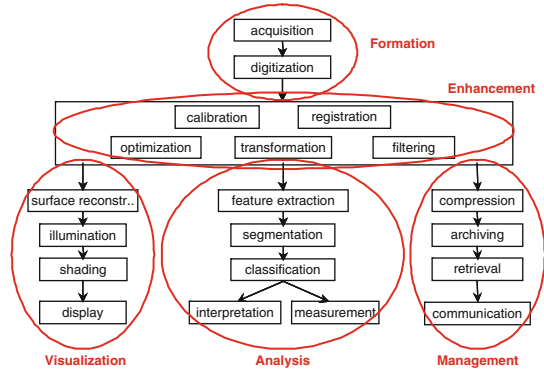 acquisition
Formation
digitization
Enhancement
calibration
registration
optimization
transformation
filtering
surface reconstr..
feature extraction
compression
illumination
segmentation
archiving
shading
classification
retrieval
display
interpretation
measurement
communication
Visualization
Analysis
Management